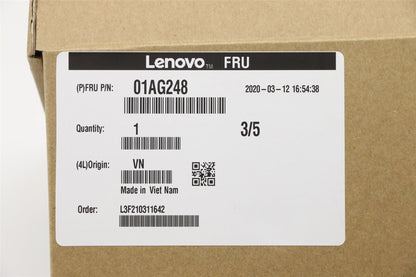 Lenovo™ FRU
(P)FRU P/N: 01AG248 2020-03-12 16:54:38
Quantity: 1 3/5
(4L)Origin: VN
Made in Viet Nam
Order: L3F210311642